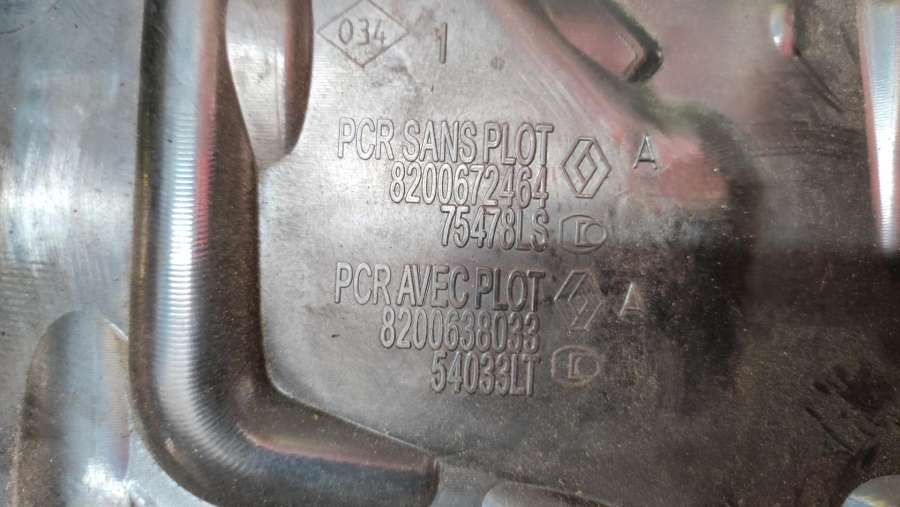 034 1
PCR SANS PLOT A
8200672464
75478LS
PCR AVEC PLOT A
8200638033
54033LT